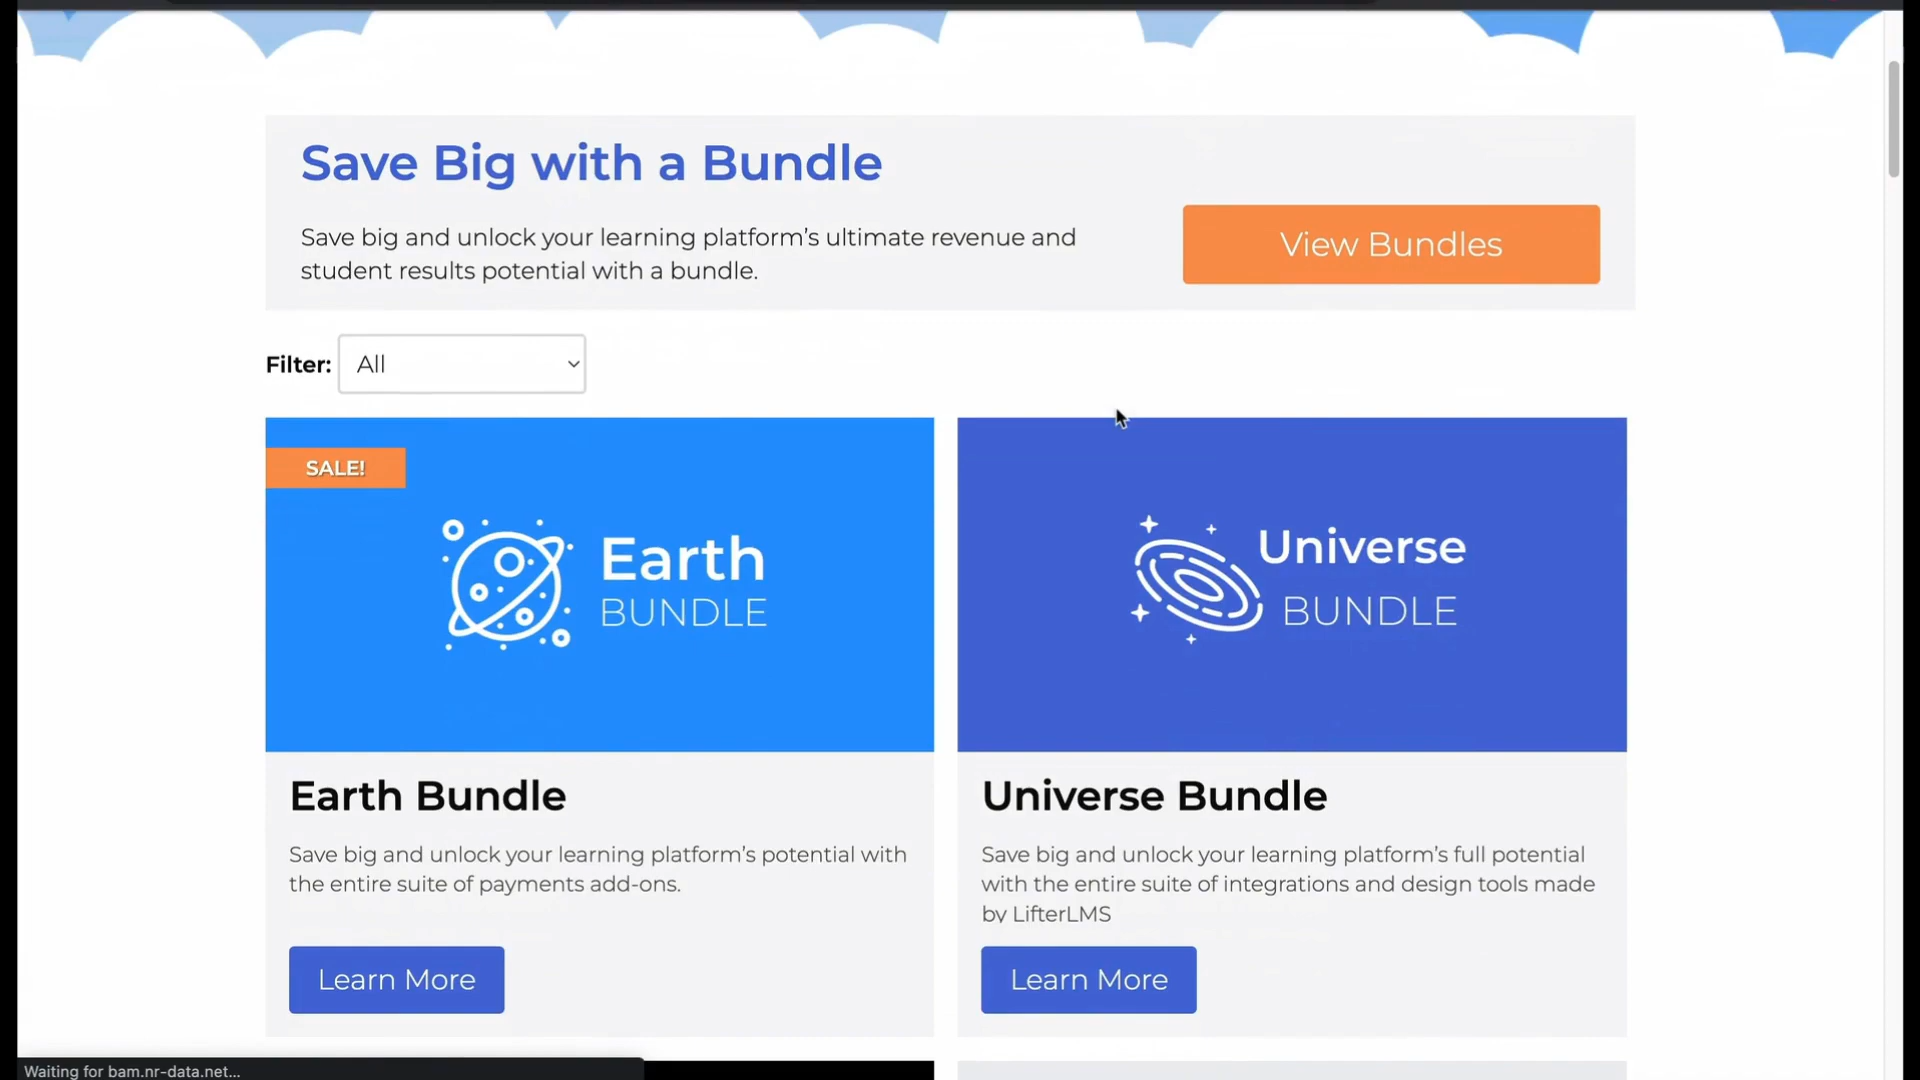 Save Big with a Bundle
Save big and unlock your learning platform's ultimate revenue and
student results potential with a bundle.
View Bundles
Filter: All
SALE!
Earth
BUNDLE
Universe
BUNDLE
Earth Bundle
Save big and unlock your learning platform's potential with
the entire suite of payments add-ons.
Learn More
Universe Bundle
Save big and unlock your learning platform's full potential
with the entire suite of integrations and design tools made
by LifterLMS
Learn More
Waiting for bam.nr-data.net...